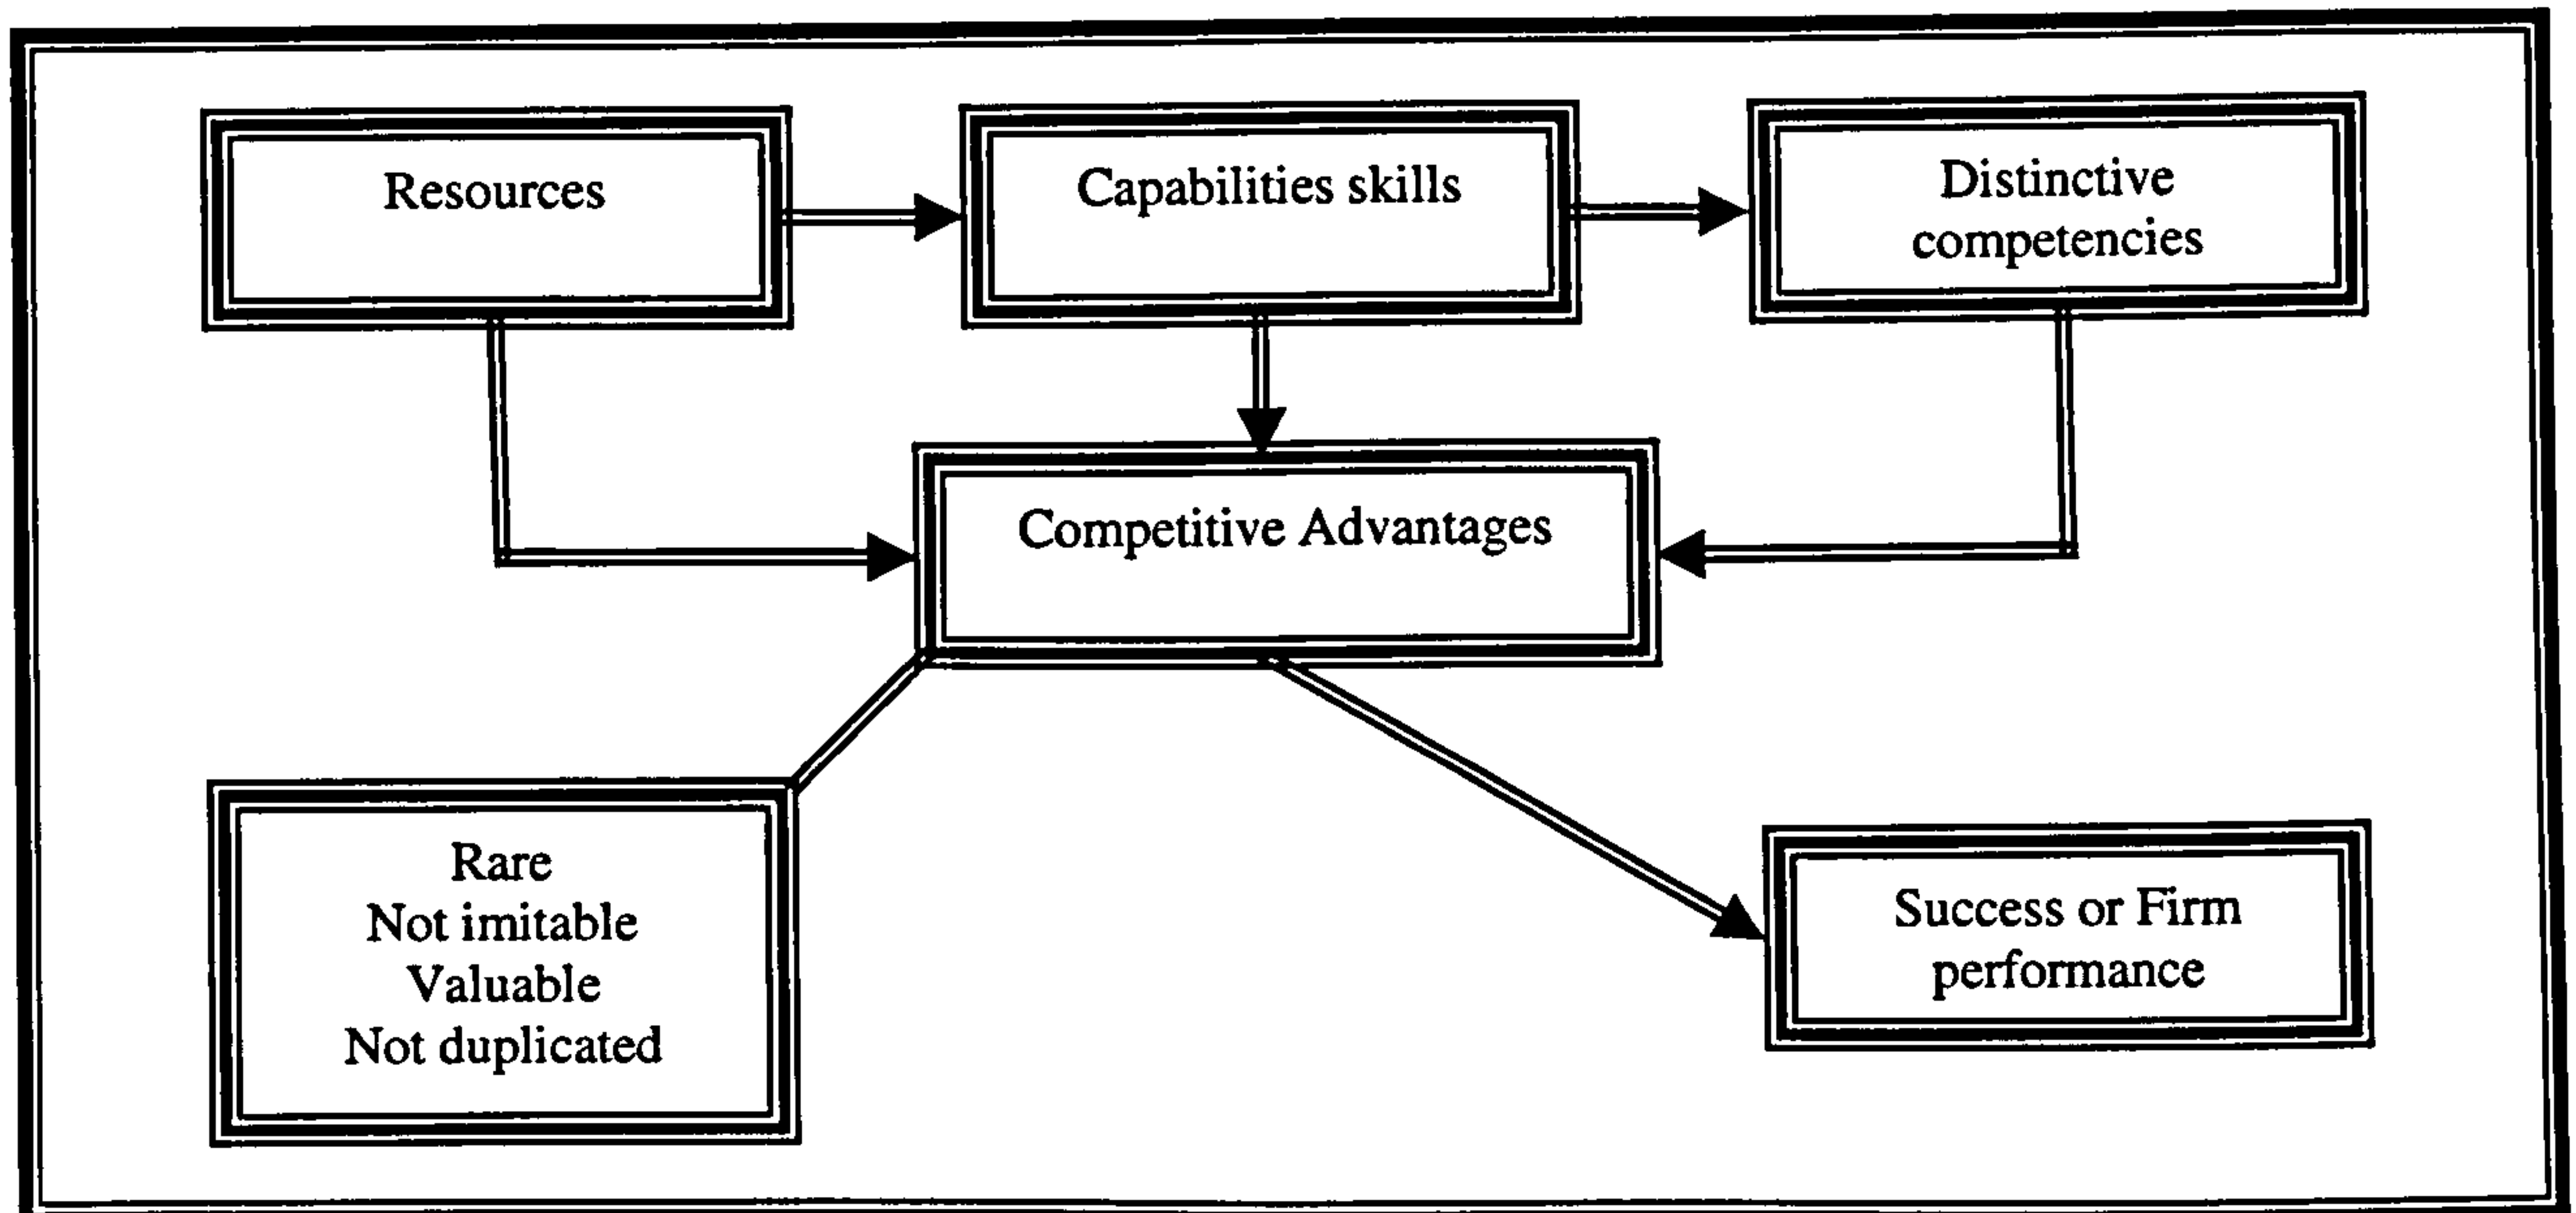 Resources
Capabilities skills
Distinctive
competencies
Competitive Advantages
Rare
Not imitable
Valuable
Not duplicated
Success or Firm
performance